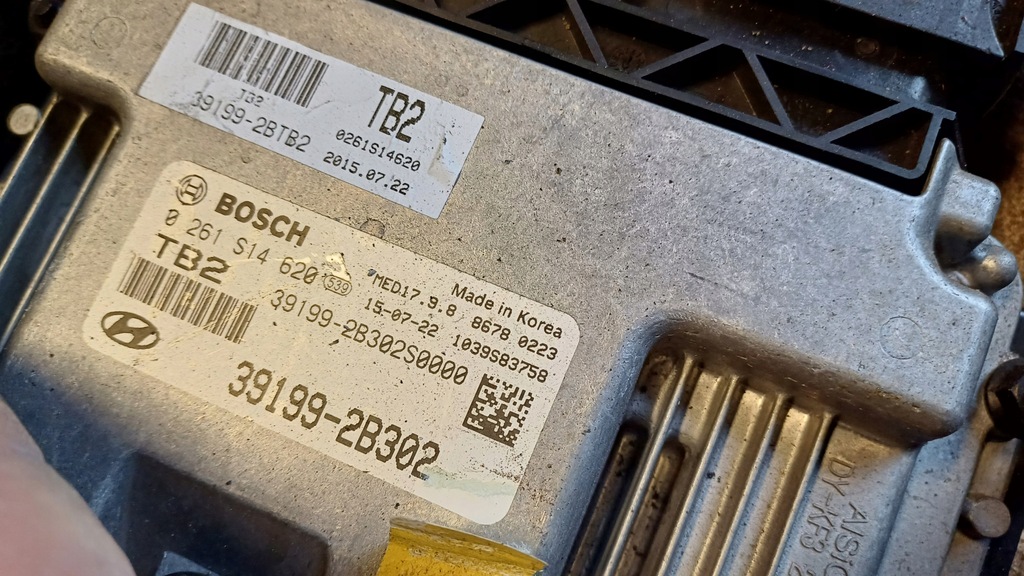 TB2
39199-2BTB2
TB2
0261S14620
2015.07.22
BOSCH
0 261 S14 620 539
TB2
Made in Korea
MED17.9.8 8678 0223
15-07-22 1039S83758
39199-2B302S0000
39199-2B302